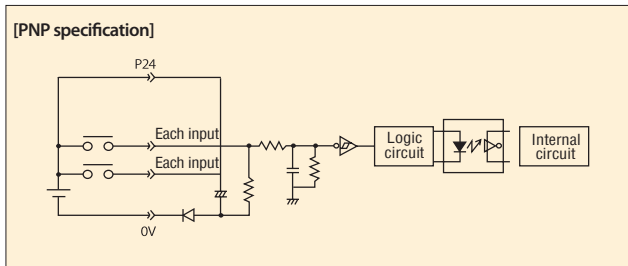 [PNP specification]
P24
Each input
Each input
Logic
circuit
Internal
circuit
0V